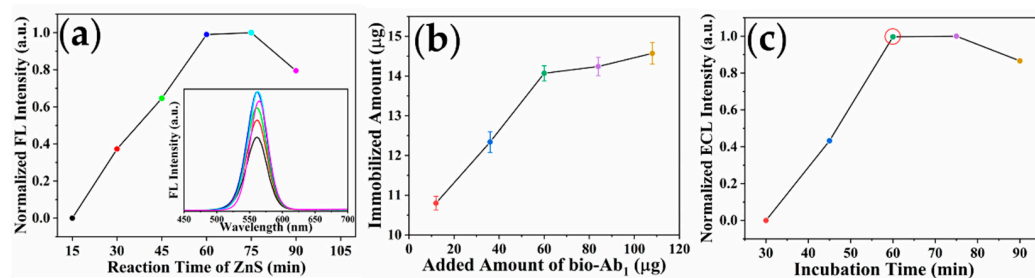 (a)
Normalized FL Intensity (a.u.)
1.0
0.8
0.6
0.4
0.2
0.0
15 30 45 60 75 90 105
Reaction Time of ZnS (min)
FL Intensity (a.u.)
450 500 550 600 650 700
Wavelength (nm)
(b)
Immobilized Amount (μg)
15
14
13
12
11
10
0 20 40 60 80 100 120
Added Amount of bio-Ab₁ (μg)
(c)
Normalized ECL Intensity (a.u.)
1.0
0.8
0.6
0.4
0.2
0.0
30 40 50 60 70 80 90
Incubation Time (min)